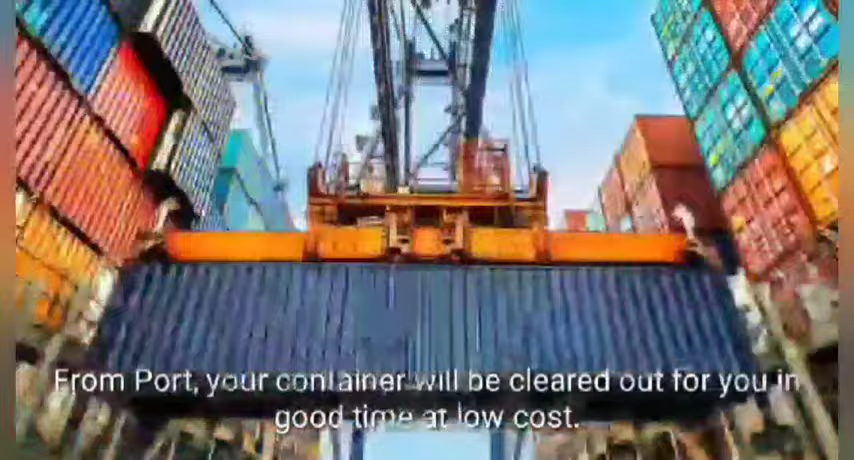 From Port, your container will be cleared out for you in
good time at low cost.